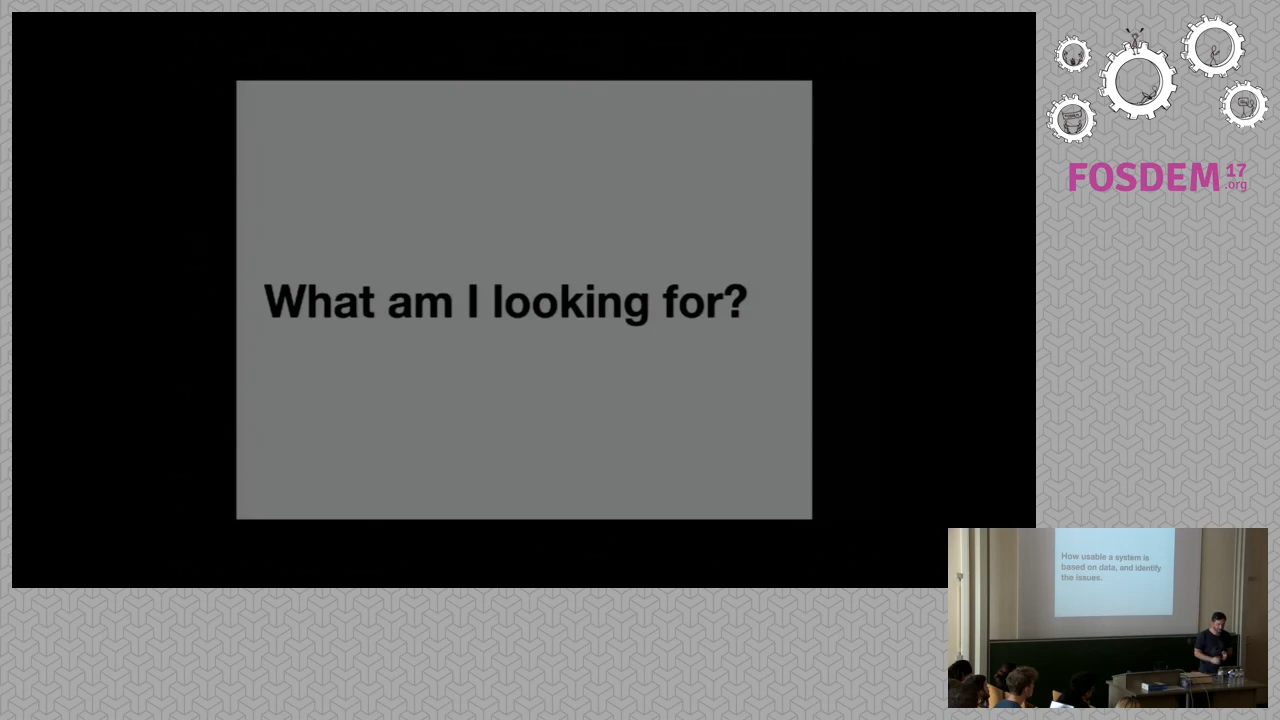 What am I looking for?
FOSDEM 17
.org
How usable a system is
based on data, and identify
the issues.